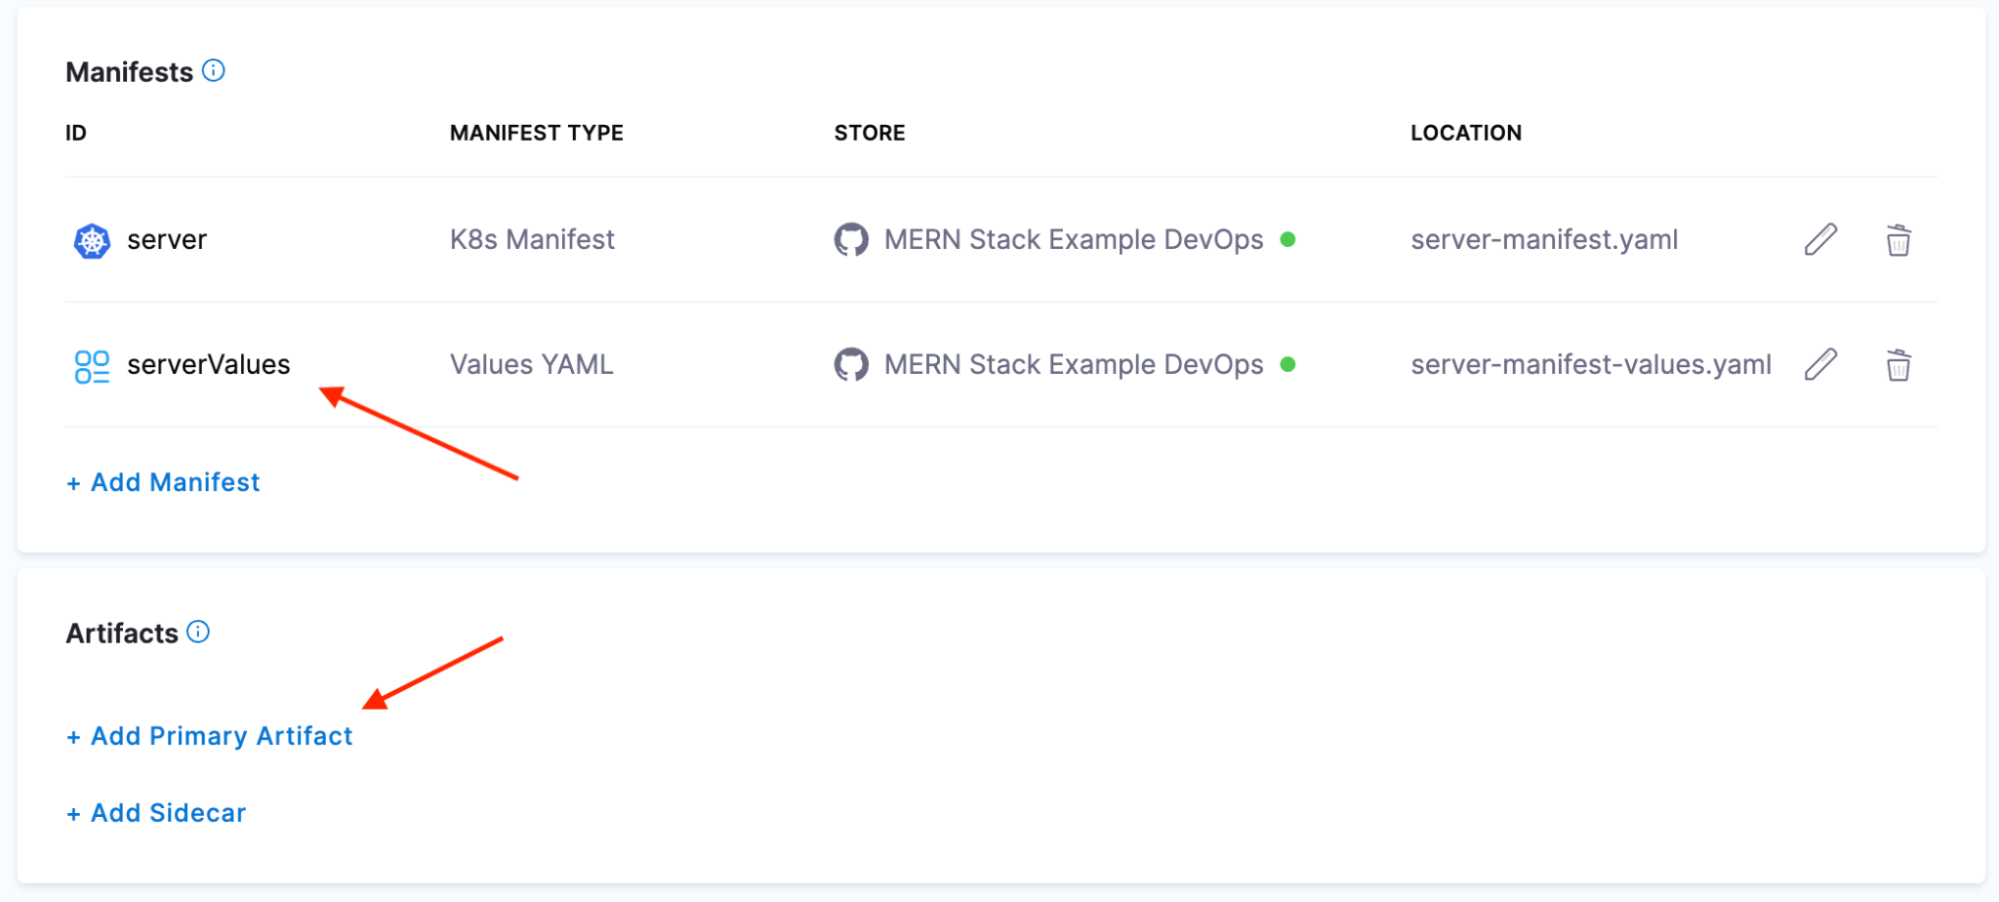 Manifests
ID MANIFEST TYPE STORE LOCATION
server K8s Manifest MERN Stack Example DevOps server-manifest.yaml
serverValues Values YAML MERN Stack Example DevOps server-manifest-values.yaml
+ Add Manifest
Artifacts
+ Add Primary Artifact
+ Add Sidecar